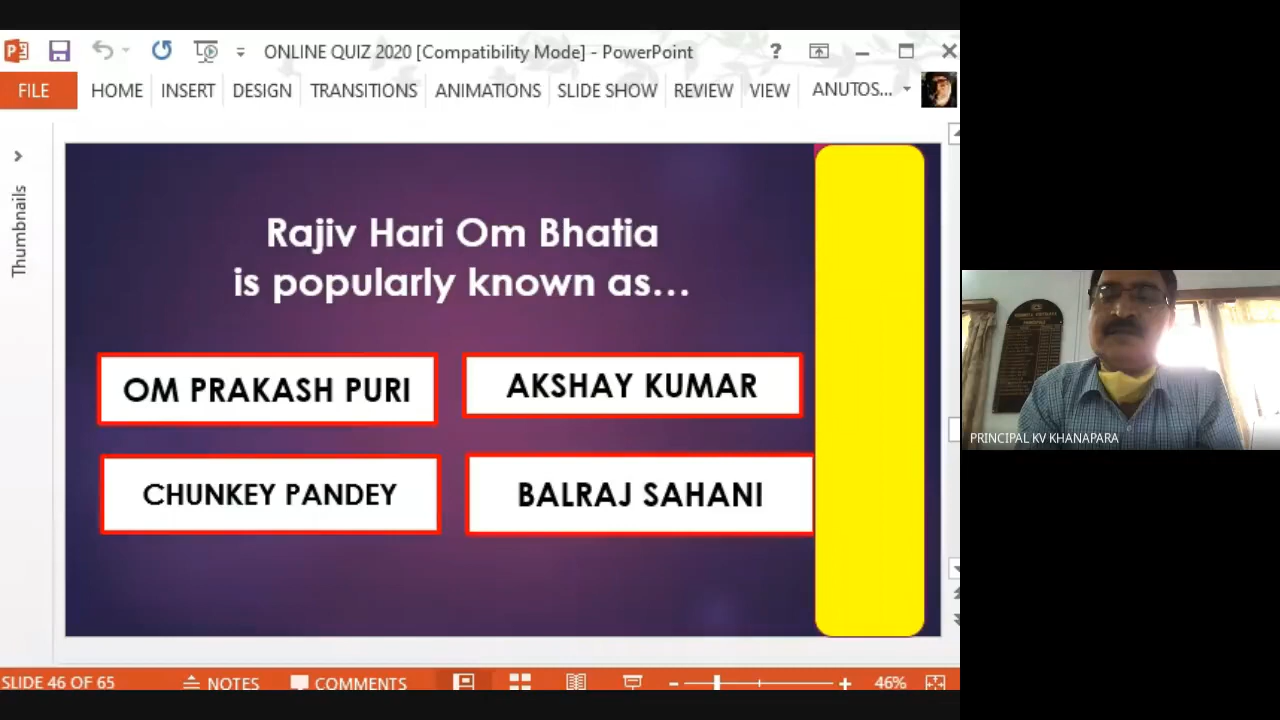 ONLINE QUIZ 2020 [Compatibility Mode] - PowerPoint
?
FILE
HOME
INSERT
DESIGN
TRANSITIONS
ANIMATIONS
SLIDE SHOW
REVIEW
VIEW
ANUTOS...
Thumbnails
Rajiv Hari Om Bhatia
is popularly known as...
OM PRAKASH PURI
AKSHAY KUMAR
CHUNKEY PANDEY
BALRAJ SAHANI
PRINCIPAL KV KHANAPARA
SLIDE 46 OF 65
NOTES
COMMENTS
46%